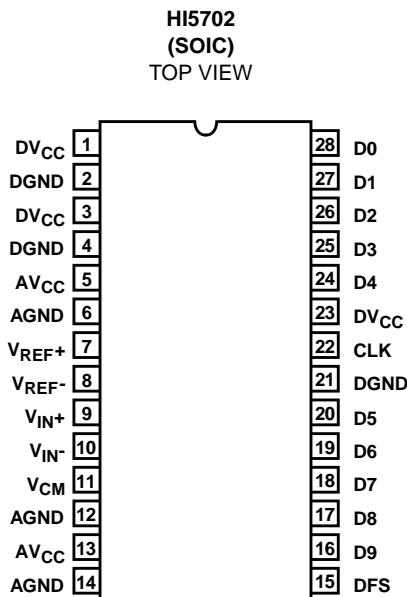 HI5702
(SOIC)
TOP VIEW
DVCC 1
DGND 2
DVCC 3
DGND 4
AVCC 5
AGND 6
VREF+ 7
VREF- 8
VIN+ 9
VIN- 10
VCM 11
AGND 12
AVCC 13
AGND 14
28 D0
27 D1
26 D2
25 D3
24 D4
23 DVCC
22 CLK
21 DGND
20 D5
19 D6
18 D7
17 D8
16 D9
15 DFS